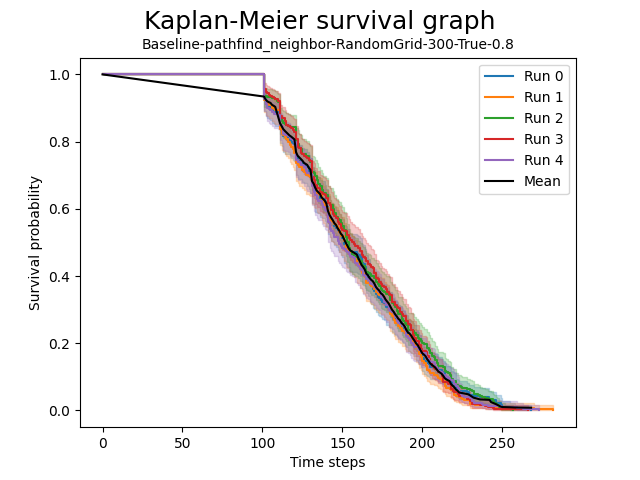 Kaplan-Meier survival graph
Baseline-pathfind_neighbor-RandomGrid-300-True-0.8
Survival probability
1.0
0.8
0.6
0.4
0.2
0.0
Run 0
Run 1
Run 2
Run 3
Run 4
Mean
0
50
100
150
200
250
Time steps